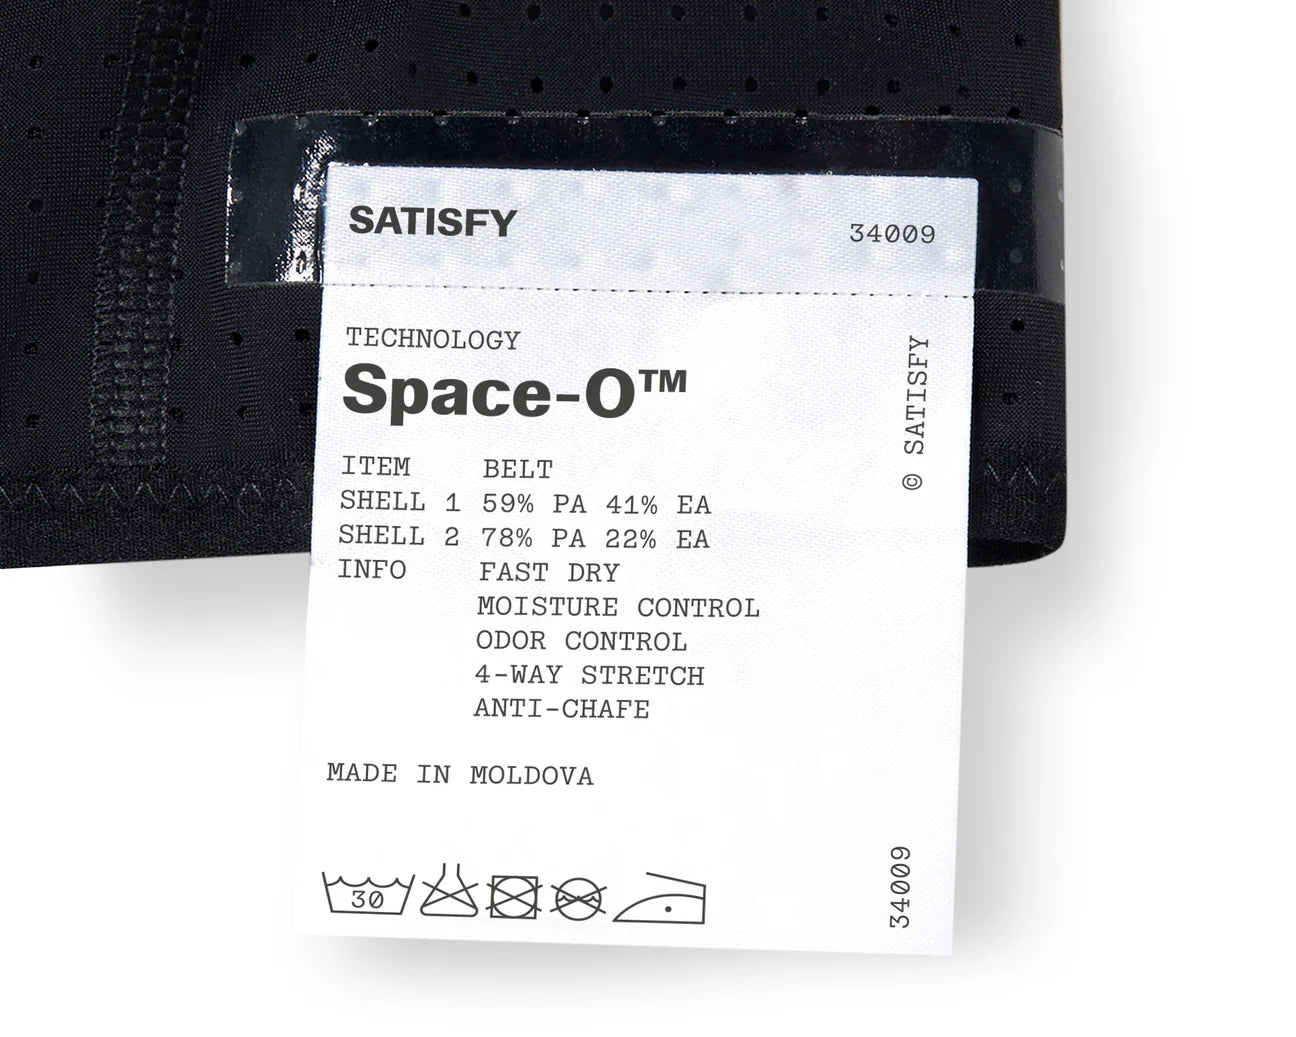 SATISFY
34009
TECHNOLOGY
Space-O™
© SATISFY
ITEM BELT
SHELL 1 59% PA 41% EA
SHELL 2 78% PA 22% EA
INFO FAST DRY
MOISTURE CONTROL
ODOR CONTROL
4-WAY STRETCH
ANTI-CHAFE
MADE IN MOLDOVA
30
34009